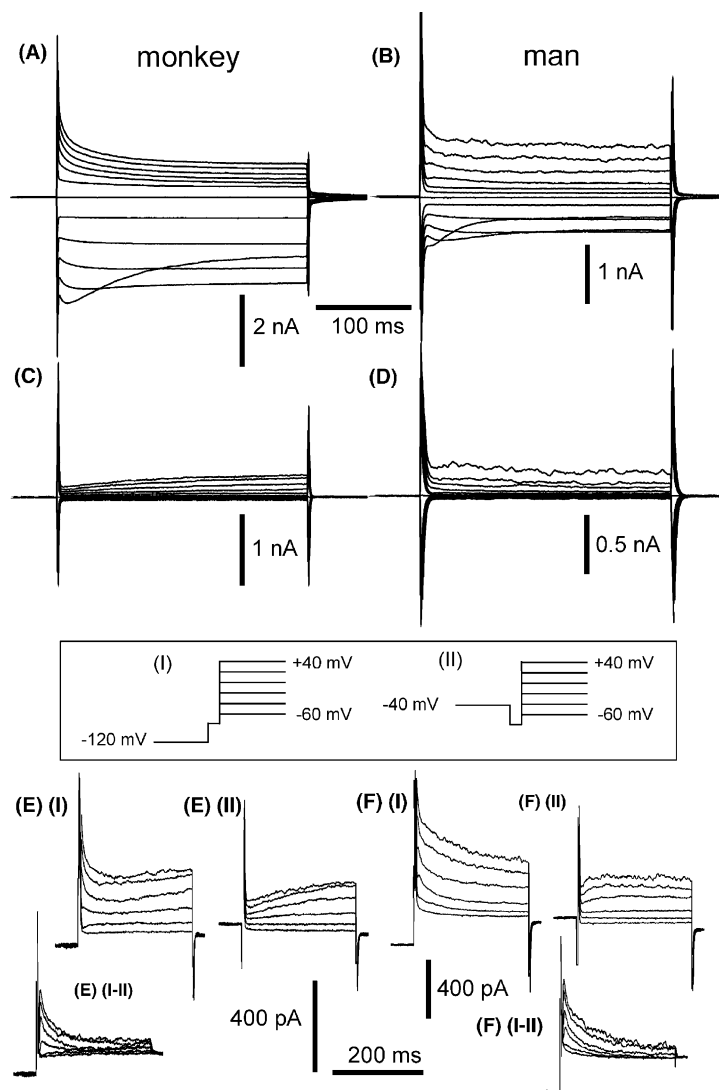 (A)
monkey
(B)
man
2 nA
100 ms
1 nA
(C)
(D)
1 nA
0.5 nA
(I)
+40 mV
-60 mV
-120 mV
(II)
+40 mV
-40 mV
-60 mV
(E) (I)
(E) (II)
(F) (I)
(F) (II)
(E) (I-II)
400 pA
400 pA
(F) (I-II)
200 ms